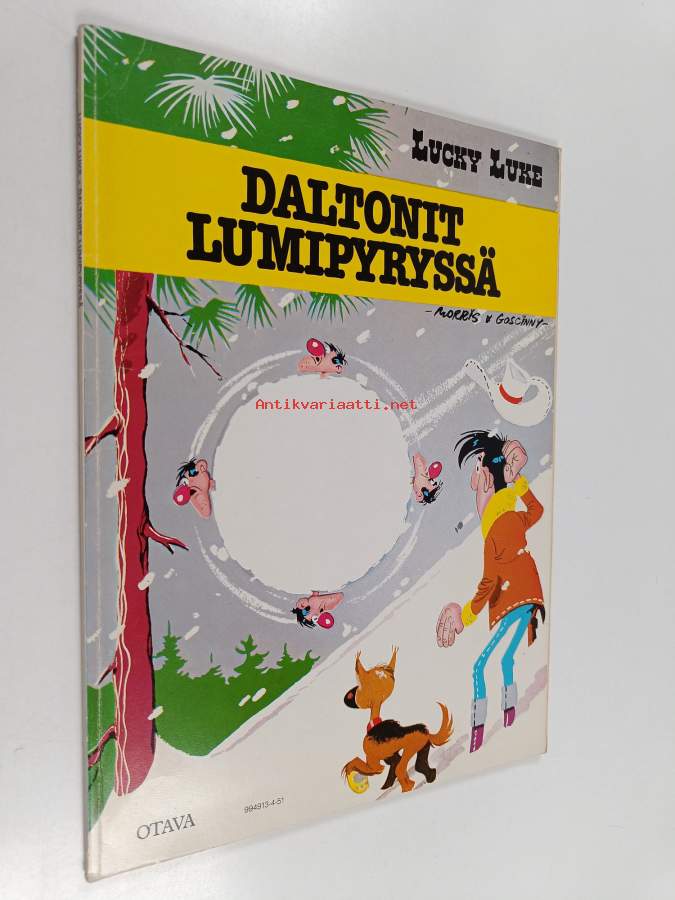 LUCKY LUKE
DALTONIT
LUMIPYRYSSÄ
-MORRIS & GOSCINNY-
Antikvariaatti.net
994913-4-51
OTAVA